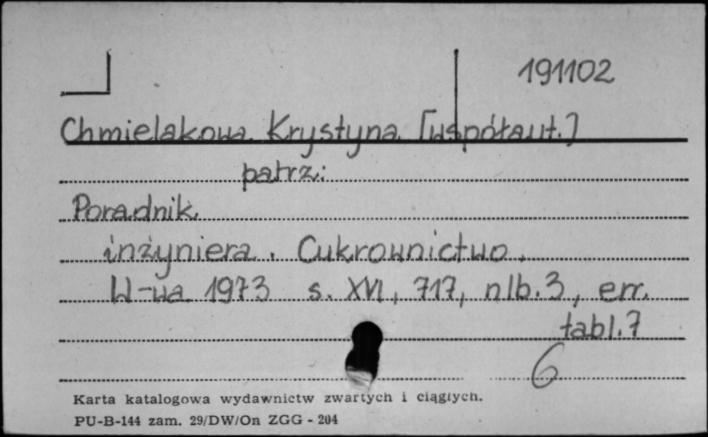 191102
Chmielakowa Krystyna [współaut.]
patrz:
Poradnik
inżyniera. Cukrownictwo.
W-wa 1973 s. XVI, 717, nlb. 3, err.
tabl. 7
6
Karta katalogowa wydawnictw zwartych i ciągłych.
PU-B-144 zam. 29/DW/On ZGG - 204